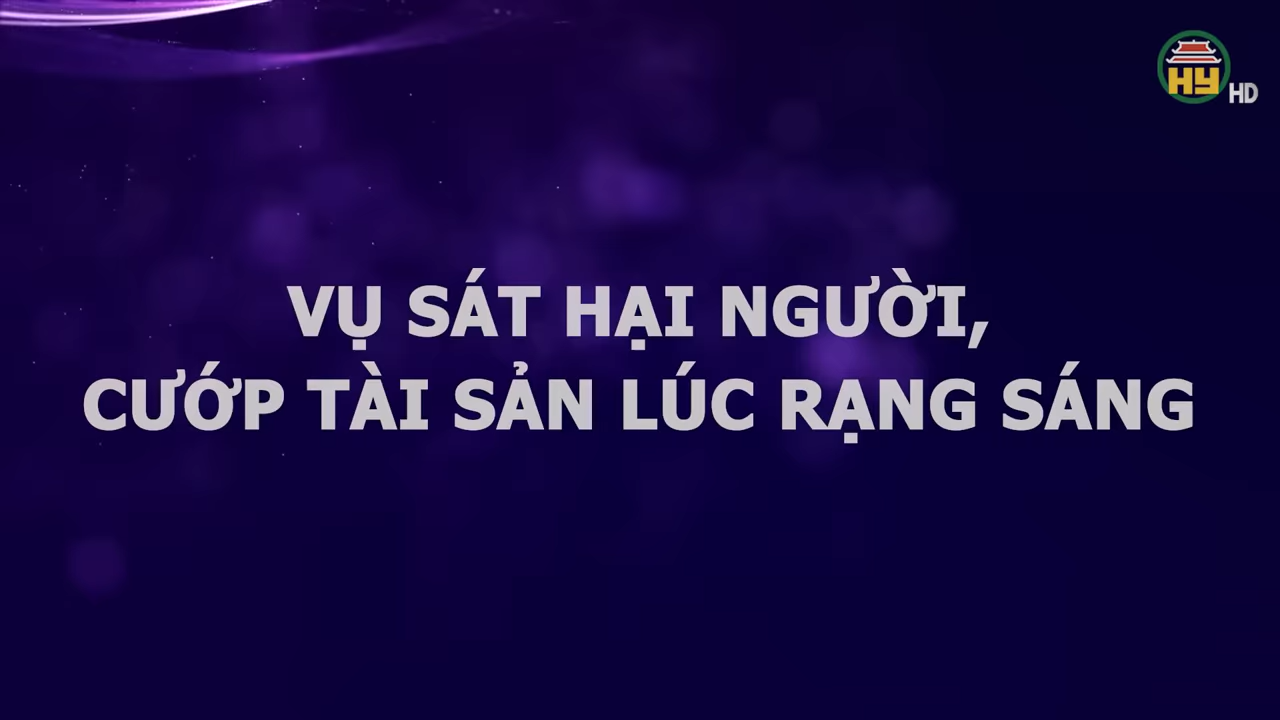 HY HD
VỤ SÁT HẠI NGƯỜI,
CƯỚP TÀI SẢN LÚC RẠNG SÁNG